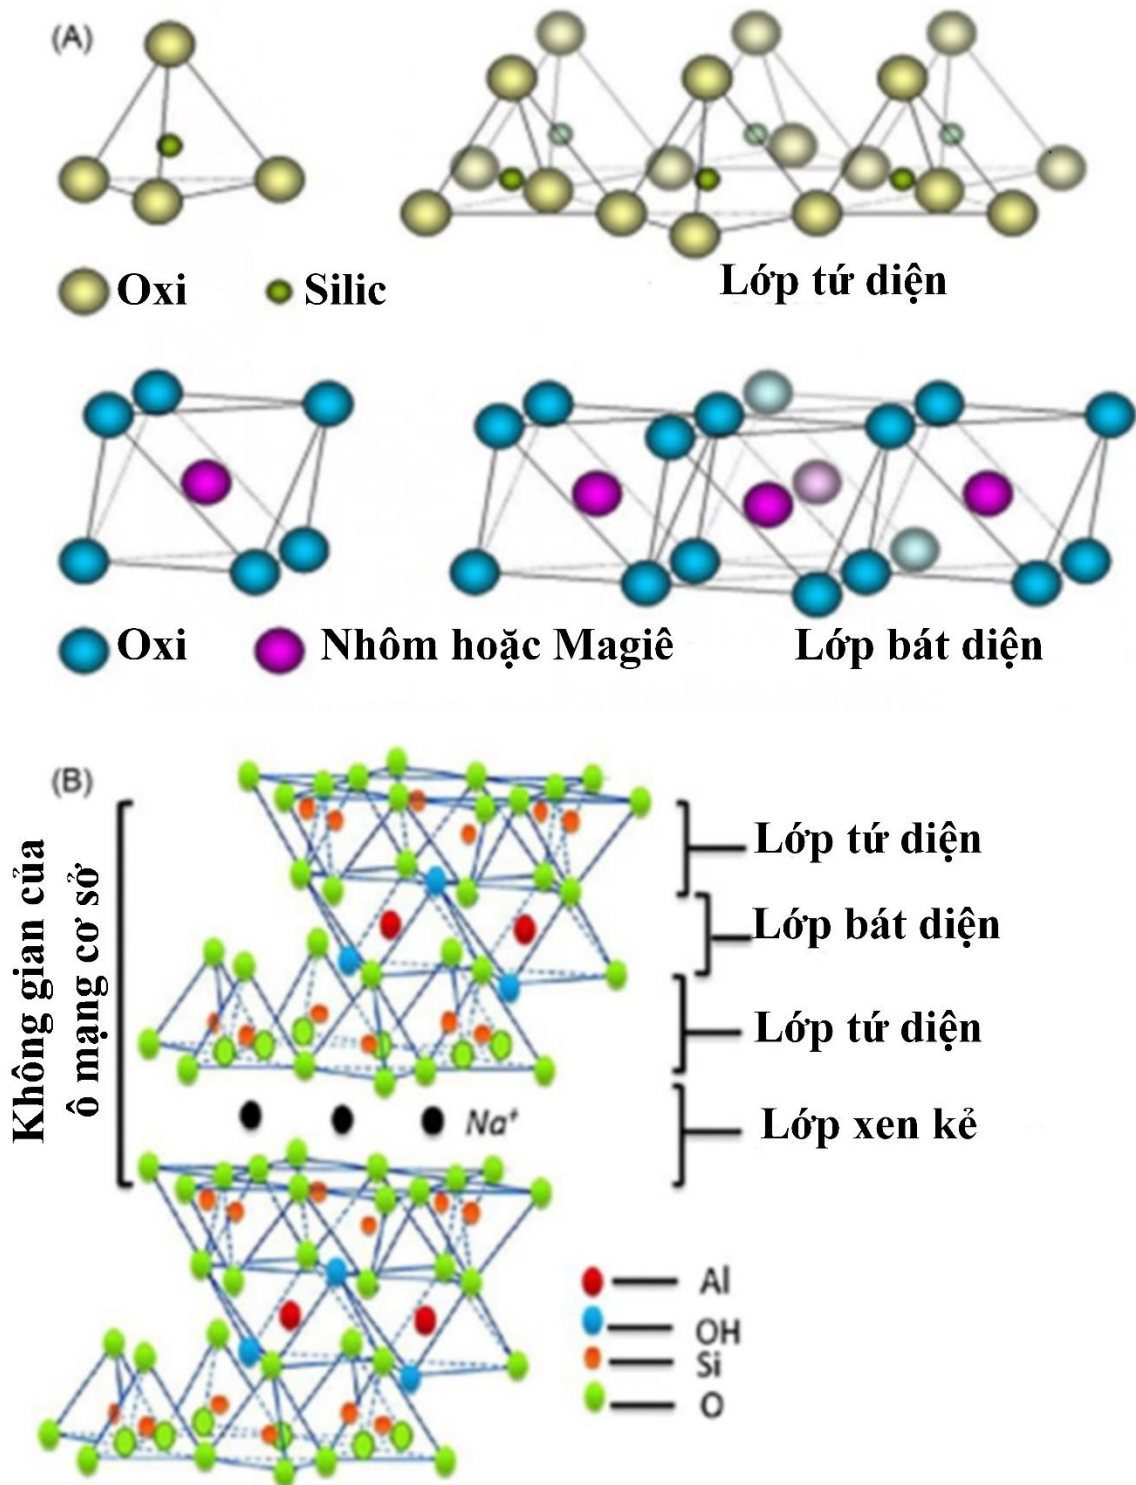 (A)
Oxi
Silic
Lớp tứ diện
Oxi
Nhôm hoặc Magiê
Lớp bát diện
(B)
Không gian của
ô mạng cơ sở
Lớp tứ diện
Lớp bát diện
Lớp tứ diện
Na⁺
Lớp xen kẻ
Al
OH
Si
O